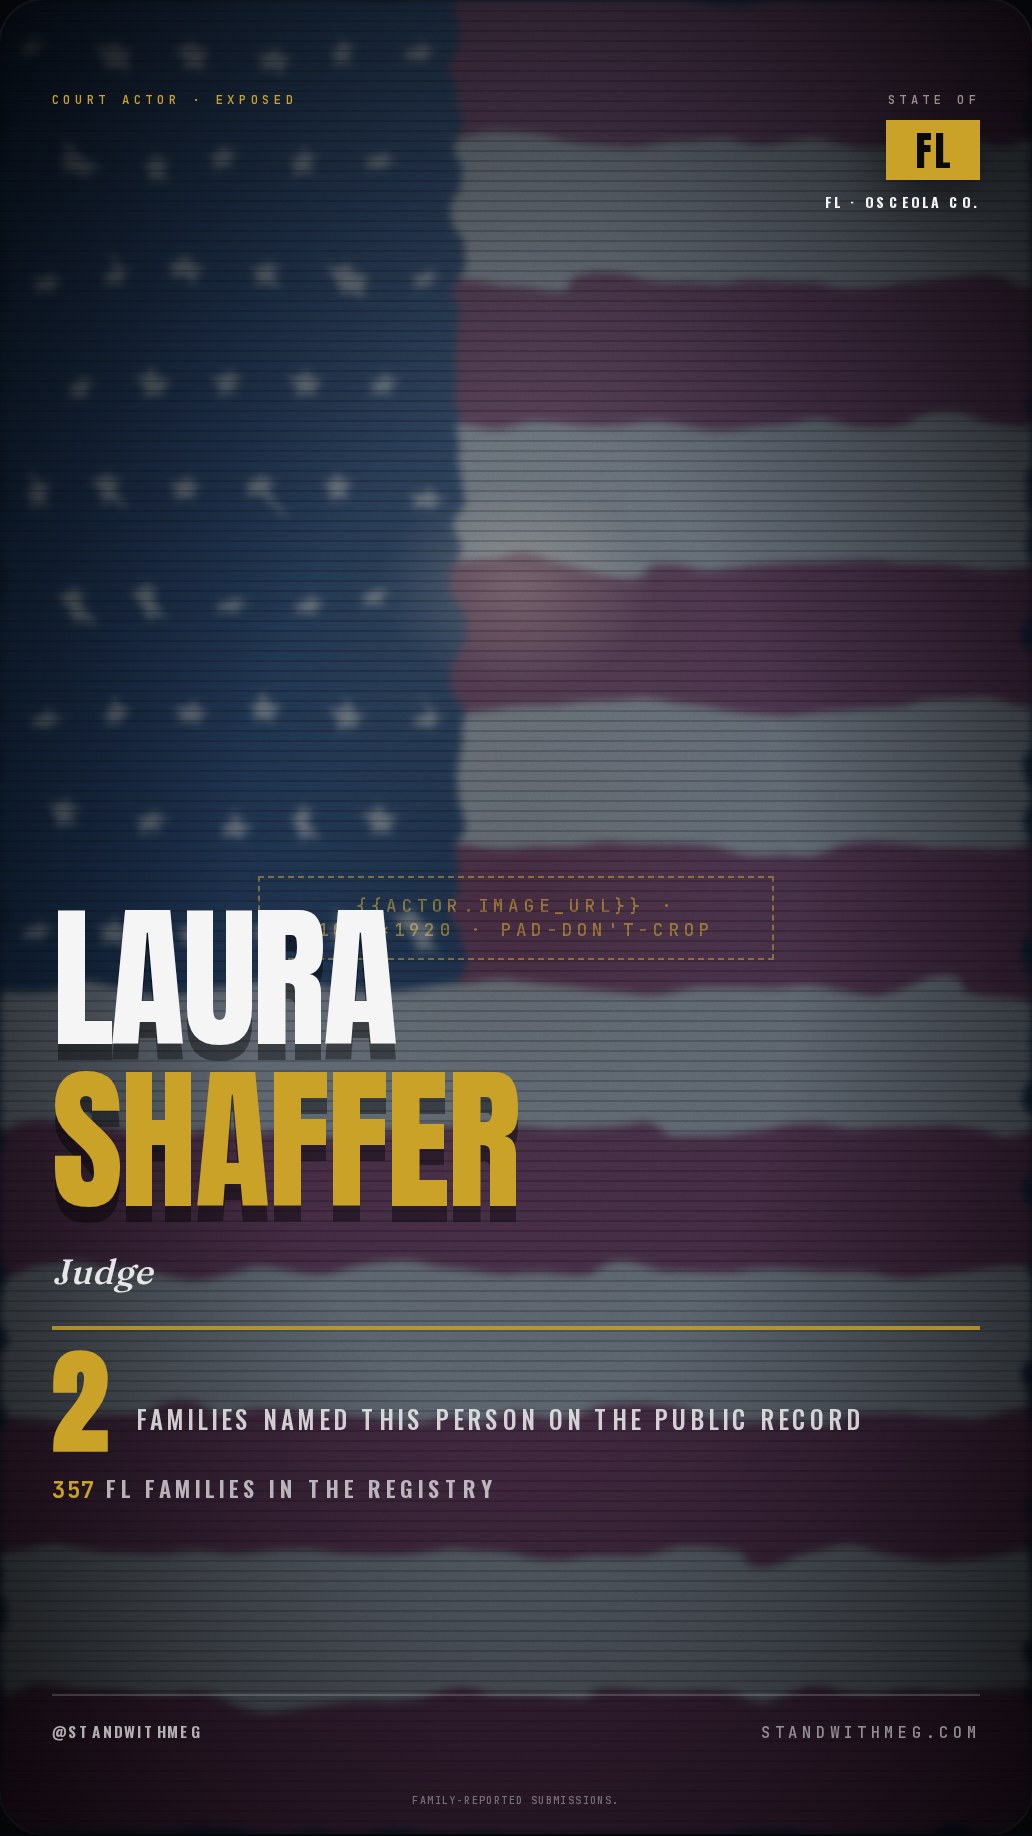 COURT ACTOR · EXPOSED
STATE OF
FL
FL · OSCEOLA CO.
{{ACTOR.IMAGE_URL}} ·
1920 · PAD-DON'T-CROP
LAURA
SHAFFER
Judge
2 FAMILIES NAMED THIS PERSON ON THE PUBLIC RECORD
357 FL FAMILIES IN THE REGISTRY
@STANDWITHMEG
STANDWITHMEG.COM
FAMILY-REPORTED SUBMISSIONS.